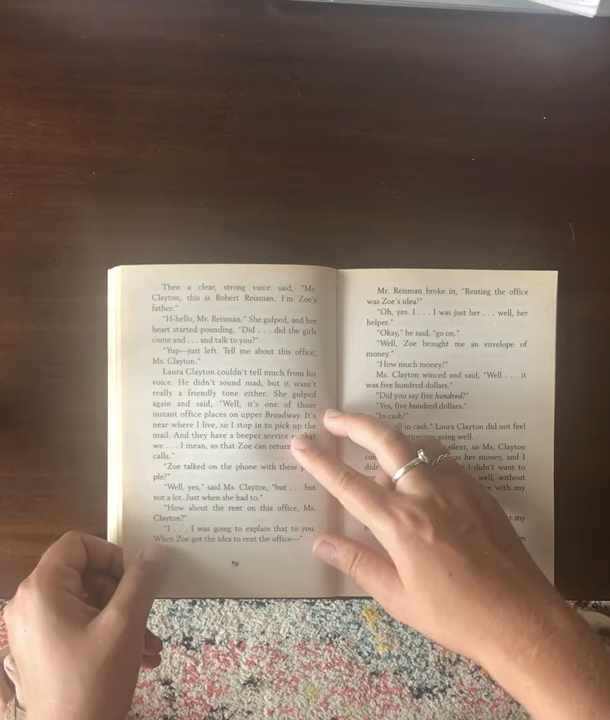 Then a clear, strong voice said, "Ms.
Clayton, this is Robert Reisman. I'm Zoe's
father."
"H-hello, Mr. Reisman." She gulped, and her
heart started pounding. "Did . . . did the girls
come and . . . and talk to you?"
"Yup—just left. Tell me about this office,
Ms. Clayton."
Laura Clayton couldn't tell much from his
voice. He didn't sound mad, but it wasn't
really a friendly tone either. She gulped
again and said, "Well, it's one of those
instant office places on upper Broadway. It's
near where I live, so I stop in to pick up the
mail. And they have a beeper service so that
we . . . I mean, so that Zoe can return
calls."
"Zoe talked on the phone with these
ple?"
"Well, yes," said Ms. Clayton, "but . . . but
not a lot. Just when she had to."
"How about the rent on this office, Ms.
Clayton?"
"I . . . I was going to explain that to you.
When Zoe got the idea to rent the office—"
Mr. Reisman broke in, "Renting the office
was Zoe's idea?"
"Oh, yes. I . . . I was just her . . . well, her
helper."
"Okay," he said, "go on."
"Well, Zoe brought me an envelope of
money."
"How much money?"
Ms. Clayton winced and said, "Well . . . it
was five hundred dollars."
"Did you say five hundred?"
"Yes, five hundred dollars."
"In cash?"
all in cash." Laura Clayton did not feel
going well.
silent, so Ms. Clayton
as her money, and I
I didn't want to
well, without
with my
my